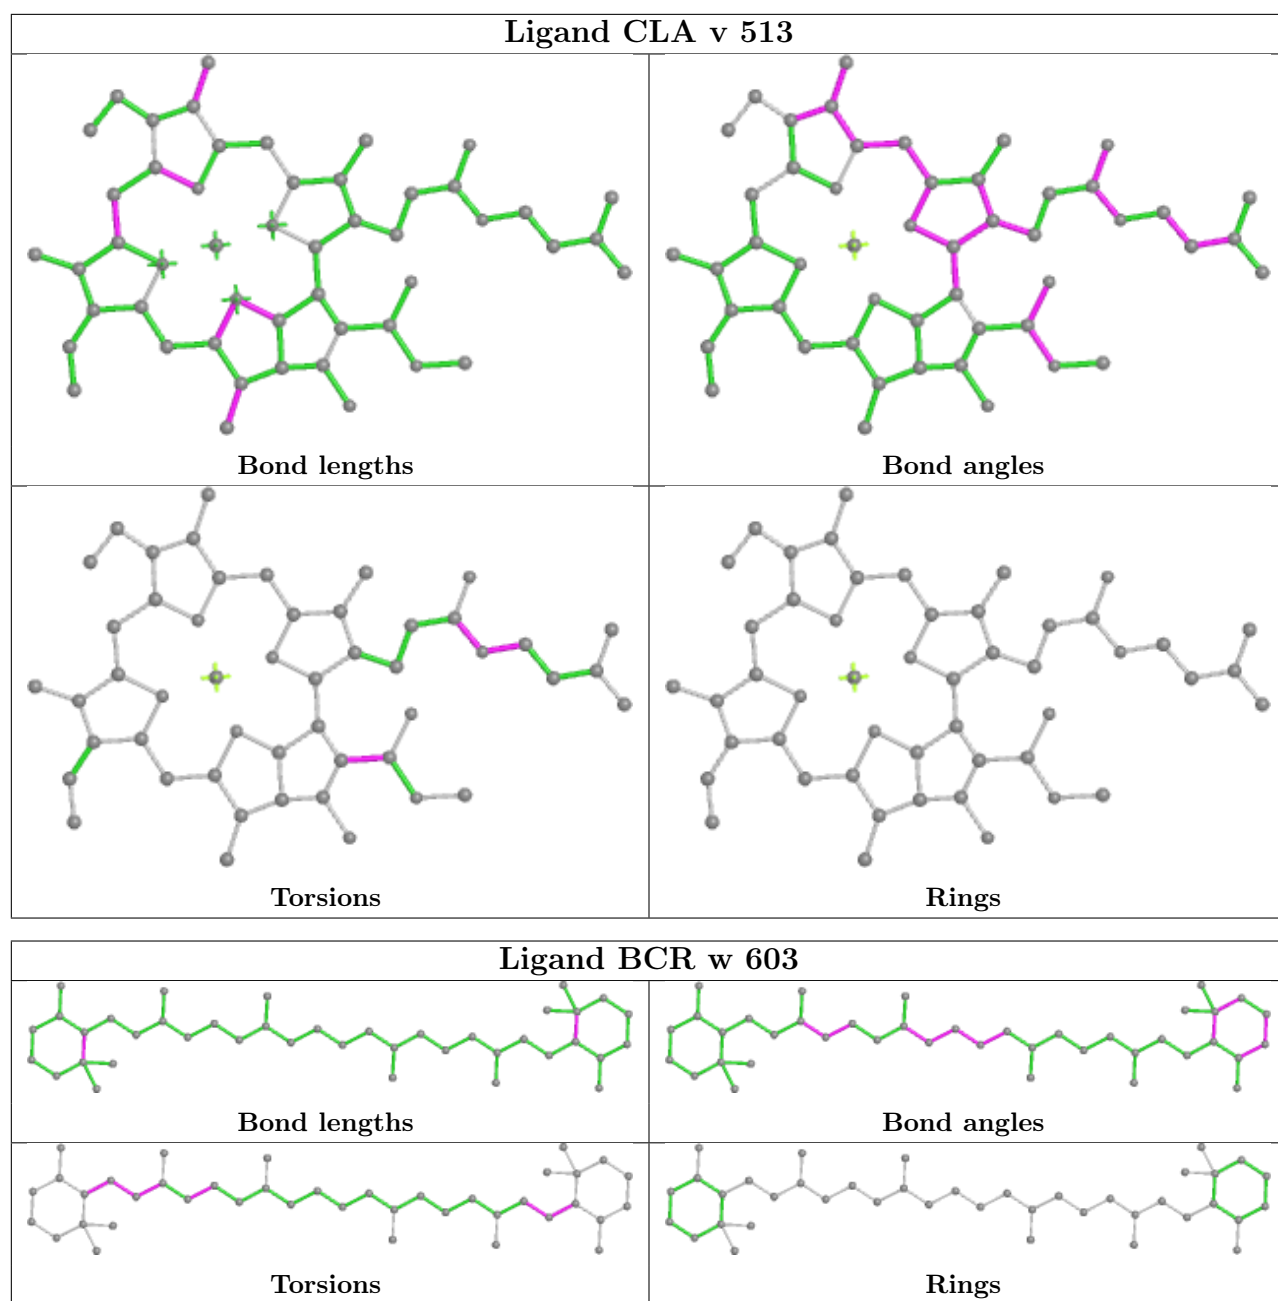 Ligand CLA v 513
Bond lengths
Bond angles
Torsions
Rings
Ligand BCR w 603
Bond lengths
Bond angles
Torsions
Rings